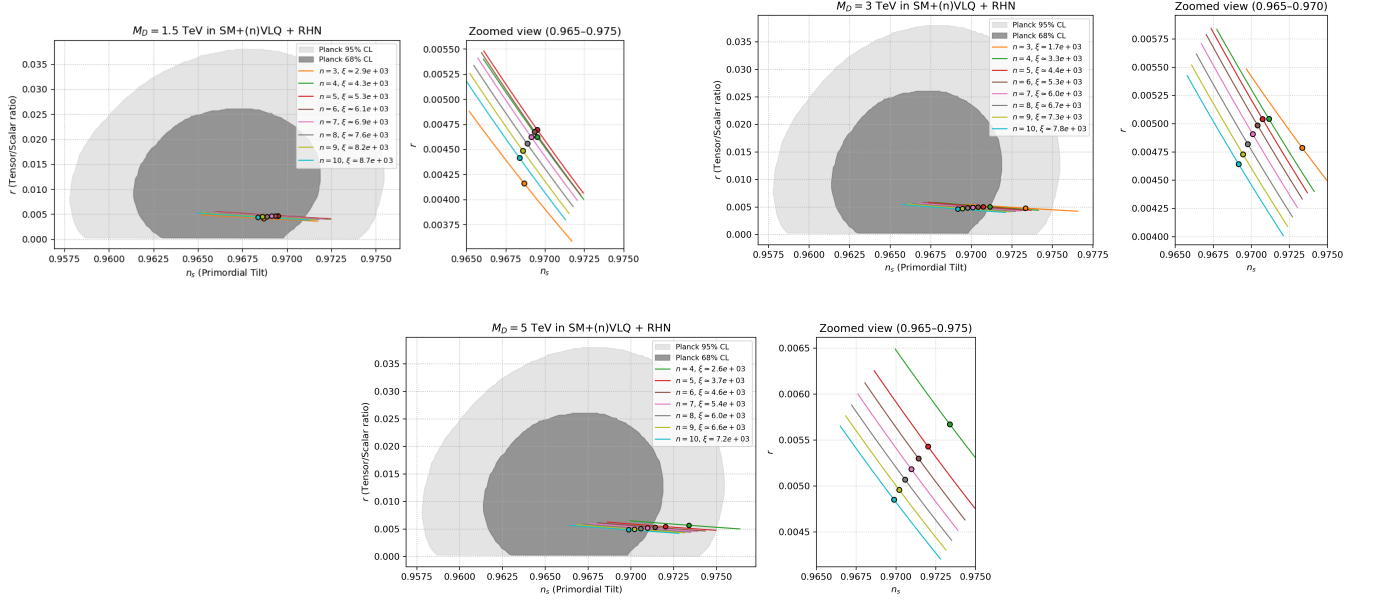 M_D = 1.5 TeV in SM+(n)VLQ + RHN
r (Tensor/Scalar ratio)
0.035
0.030
0.025
0.020
0.015
0.010
0.005
0.000
Planck 95% CL
Planck 68% CL
n = 3, ξ ≃ 2.9e + 03
n = 4, ξ ≃ 4.3e + 03
n = 5, ξ ≃ 5.3e + 03
n = 6, ξ ≃ 6.1e + 03
n = 7, ξ ≃ 6.9e + 03
n = 8, ξ ≃ 7.6e + 03
n = 9, ξ ≃ 8.2e + 03
n = 10, ξ ≃ 8.7e + 03
0.9575 0.9600 0.9625 0.9650 0.9675 0.9700 0.9725 0.9750
n_s (Primordial Tilt)
Zoomed view (0.965–0.975)
r
0.00550
0.00525
0.00500
0.00475
0.00450
0.00425
0.00400
0.00375
0.9650 0.9675 0.9700 0.9725 0.9750
n_s
M_D = 3 TeV in SM+(n)VLQ + RHN
r (Tensor/Scalar ratio)
0.035
0.030
0.025
0.020
0.015
0.010
0.005
0.000
Planck 95% CL
Planck 68% CL
n = 3, ξ ≃ 1.7e + 03
n = 4, ξ ≃ 3.3e + 03
n = 5, ξ ≃ 4.4e + 03
n = 6, ξ ≃ 5.3e + 03
n = 7, ξ ≃ 6.0e + 03
n = 8, ξ ≃ 6.7e + 03
n = 9, ξ ≃ 7.3e + 03
n = 10, ξ ≃ 7.8e + 03
0.9575 0.9600 0.9625 0.9650 0.9675 0.9700 0.9725 0.9750 0.9775
n_s (Primordial Tilt)
Zoomed view (0.965–0.970)
r
0.00575
0.00550
0.00525
0.00500
0.00475
0.00450
0.00425
0.00400
0.9650 0.9675 0.9700 0.9725 0.9750
n_s
M_D = 5 TeV in SM+(n)VLQ + RHN
r (Tensor/Scalar ratio)
0.035
0.030
0.025
0.020
0.015
0.010
0.005
0.000
Planck 95% CL
Planck 68% CL
n = 4, ξ ≃ 2.6e + 03
n = 5, ξ ≃ 3.7e + 03
n = 6, ξ ≃ 4.6e + 03
n = 7, ξ ≃ 5.4e + 03
n = 8, ξ ≃ 6.0e + 03
n = 9, ξ ≃ 6.6e + 03
n = 10, ξ ≃ 7.2e + 03
0.9575 0.9600 0.9625 0.9650 0.9675 0.9700 0.9725 0.9750
n_s (Primordial Tilt)
Zoomed view (0.965–0.975)
r
0.0065
0.0060
0.0055
0.0050
0.0045
0.9650 0.9675 0.9700 0.9725 0.9750
n_s